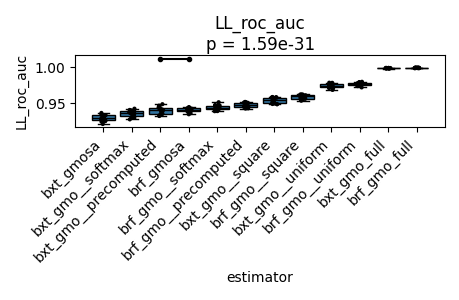 LL_roc_auc
p = 1.59e-31
LL_roc_auc
1.00
0.95
bxt_gmosa
bxt_gmo__softmax
bxt_gmo__precomputed
brf_gmosa
brf_gmo__softmax
brf_gmo__precomputed
bxt_gmo__square
brf_gmo__square
bxt_gmo__uniform
brf_gmo__uniform
bxt_gmo_full
brf_gmo_full
estimator